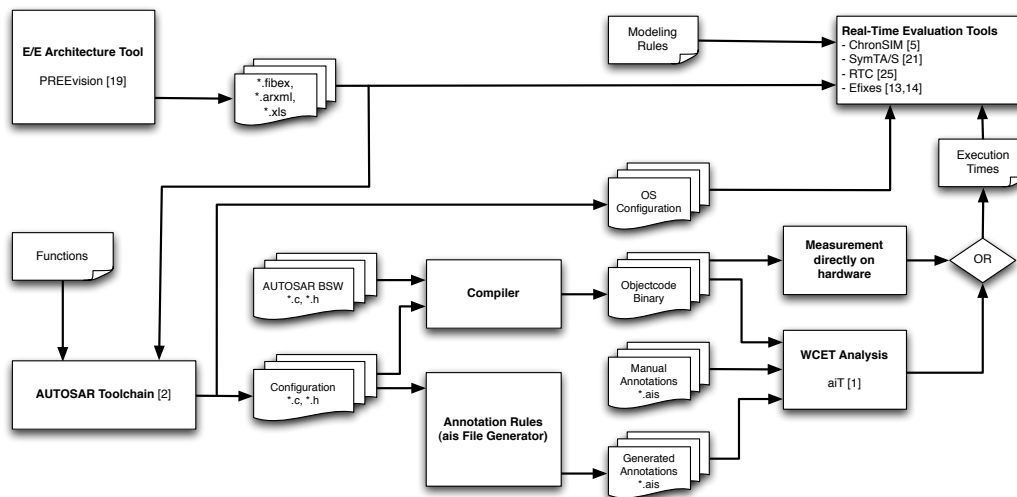 E/E Architecture Tool
PREEvision [19]
*.fibex,
*.arxml,
*.xls
Modeling
Rules
Real-Time Evaluation Tools
- ChronSIM [5]
- SymTA/S [21]
- RTC [25]
- Efixes [13,14]
Execution
Times
OS
Configuration
Functions
AUTOSAR BSW
*.c, *.h
Compiler
Objectcode
Binary
Measurement
directly on
hardware
OR
AUTOSAR Toolchain [2]
Configuration
*.c, *.h
Annotation Rules
(ais File Generator)
Manual
Annotations
*.ais
WCET Analysis
aiT [1]
Generated
Annotations
*.ais